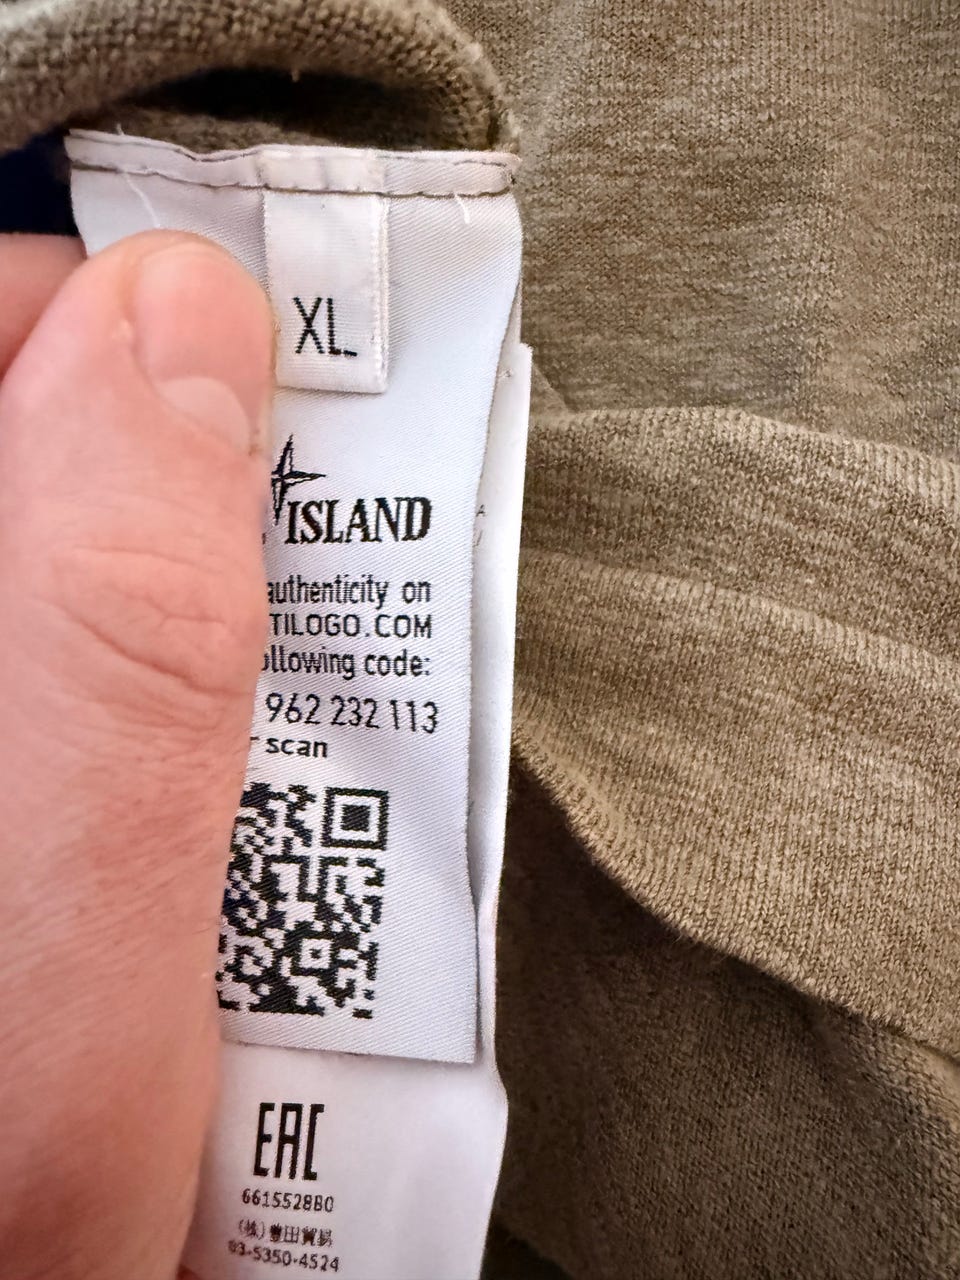 XL
ISLAND
authenticity on
TILOGO.COM
ollowing code:
962 232 113
r scan
EAC
6615528B0
(株)豊田貿易
03-5350-4524